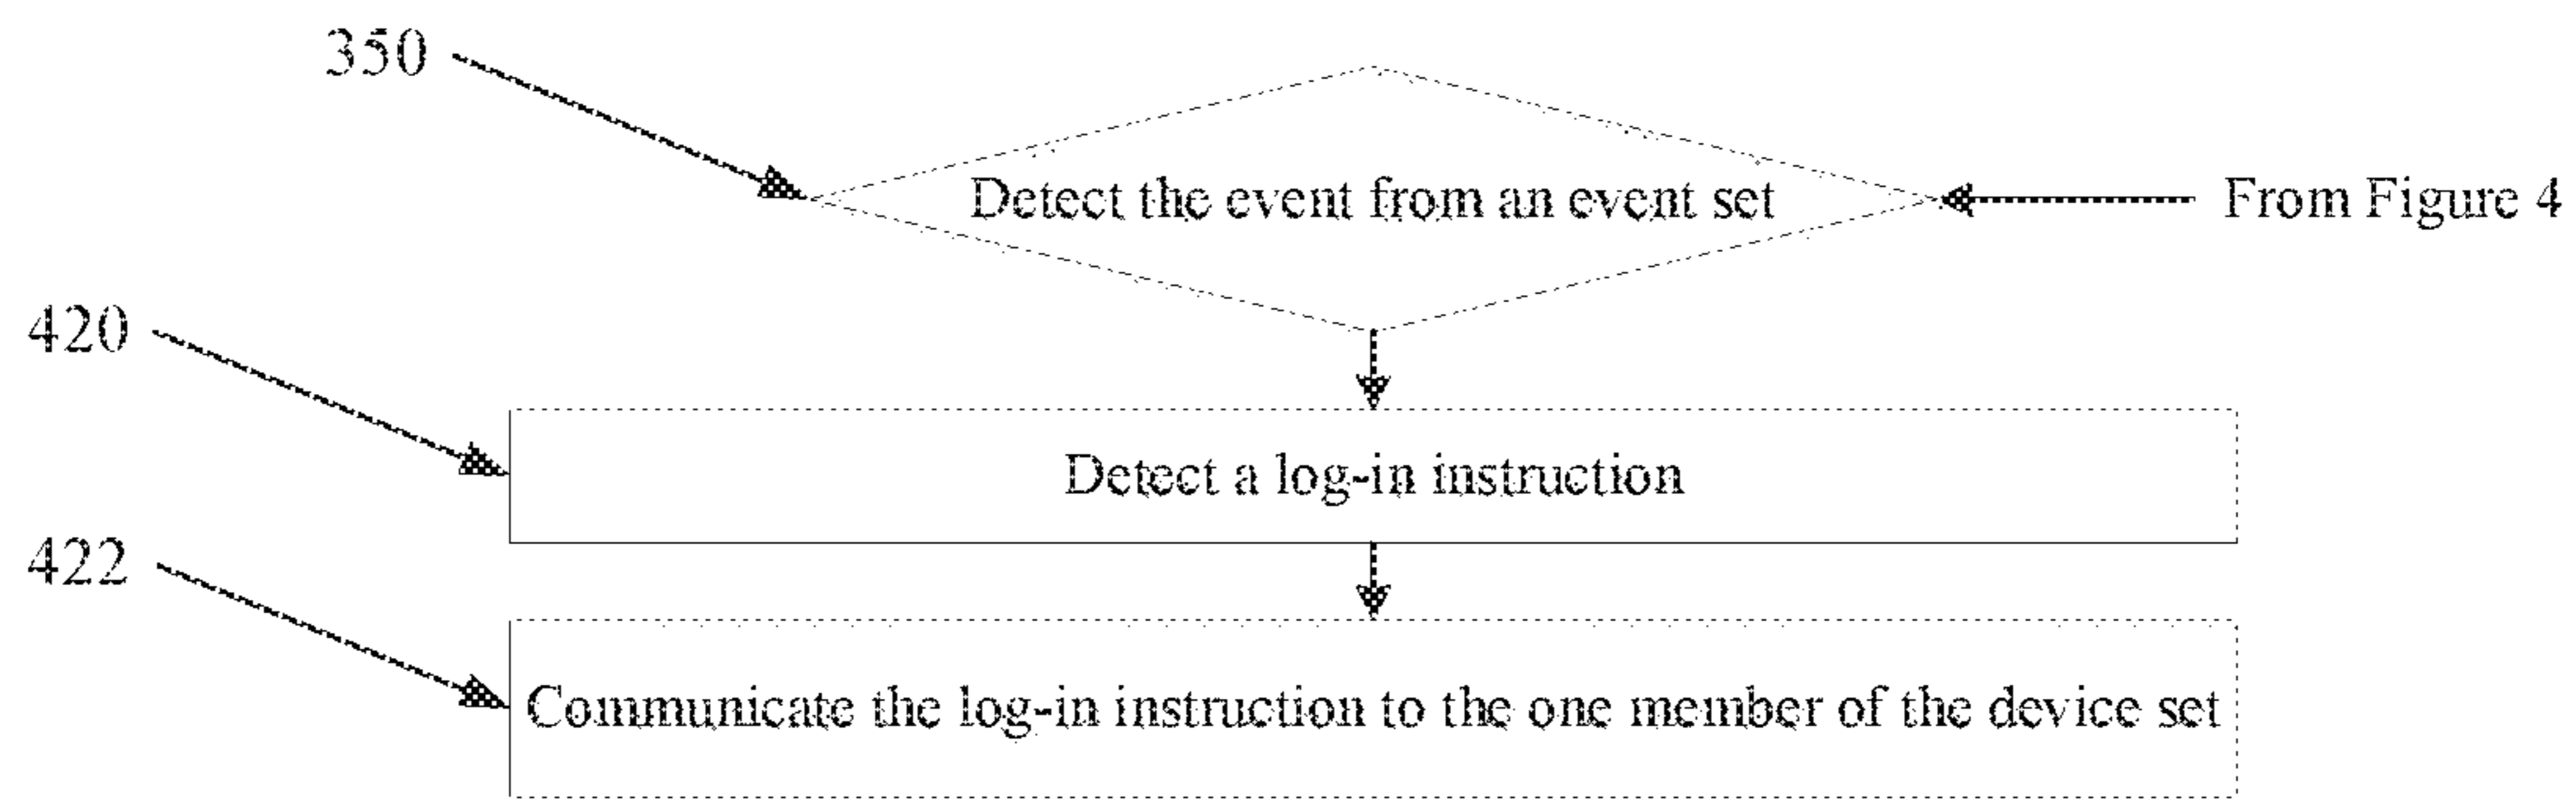 350
Detect the event from an event set
From Figure 4
420
Detect a log-in instruction
422
Communicate the log-in instruction to the one member of the device set